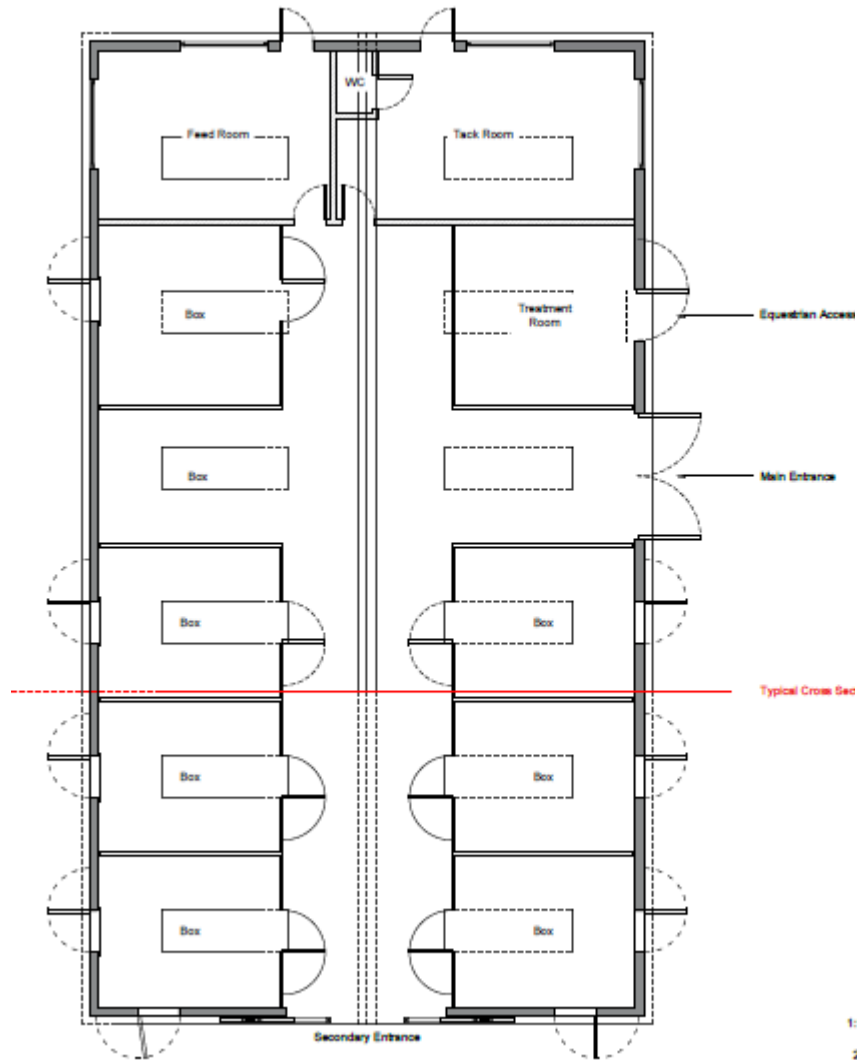 WC
Feed Room
Tack Room
Box
Treatment
Room
Equestrian Access
Box
Main Entrance
Box
Box
Typical Cross Sec
Box
Box
Box
Box
Secondary Entrance
1:
2